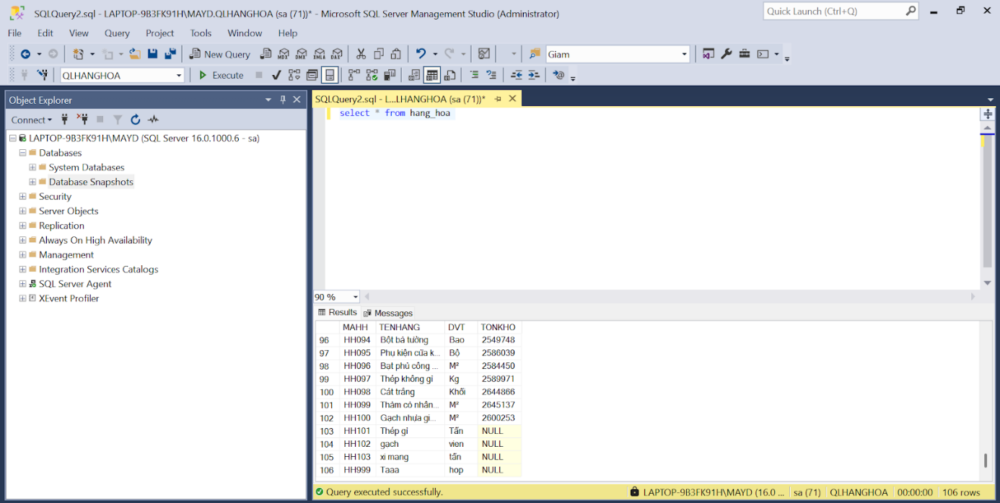 SQLQuery2.sql - LAPTOP-9B3FK91H\MAYD.QLHANGHOA (sa (71))* - Microsoft SQL Server Management Studio (Administrator)
Quick Launch (Ctrl+Q)
File Edit View Query Project Tools Window Help
New Query MDX DMX XMLA DAX Giam
QLHANGHOA Execute
Object Explorer
Connect
LAPTOP-9B3FK91H\MAYD (SQL Server 16.0.1000.6 - sa)
Databases
System Databases
Database Snapshots
Security
Server Objects
Replication
Always On High Availability
Management
Integration Services Catalogs
SQL Server Agent
XEvent Profiler
SQLQuery2.sql - L...LHANGHOA (sa (71))*
select * from hang_hoa
90 %
Results Messages
MAHH TENHANG DVT TONKHO
96 HH094 Bột bả tường Bao 2549748
97 HH095 Phụ kiện cửa k... Bộ 2586039
98 HH096 Bạt phủ công ... M² 2584450
99 HH097 Thép không gỉ Kg 2589971
100 HH098 Cát trắng Khối 2644866
101 HH099 Thảm cỏ nhân... M² 2645137
102 HH100 Gạch nhựa gi... M² 2600253
103 HH101 Thép gỉ Tấn NULL
104 HH102 gạch vien NULL
105 HH103 xi mang tấn NULL
106 HH999 Taaa hop NULL
Query executed successfully.
LAPTOP-9B3FK91H\MAYD (16.0 ... sa (71) QLHANGHOA 00:00:00 106 rows